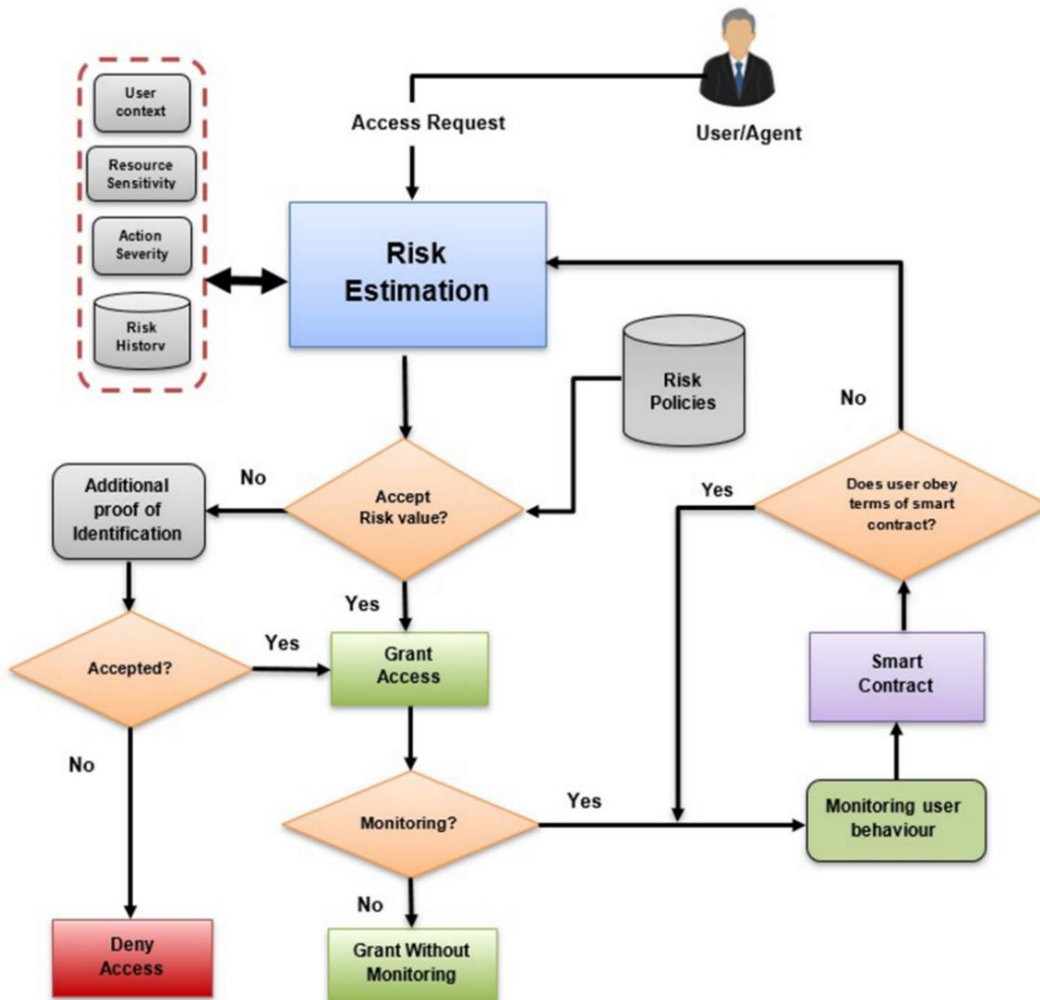 User
context
Resource
Sensitivity
Action
Severity
Risk
History
Access Request
User/Agent
Risk
Estimation
Risk
Policies
No
Additional
proof of
Identification
No
Accept
Risk value?
Yes
Does user obey
terms of smart
contract?
Yes
Accepted?
Yes
Grant
Access
Smart
Contract
No
Monitoring?
Yes
Monitoring user
behaviour
No
Deny
Access
Grant Without
Monitoring